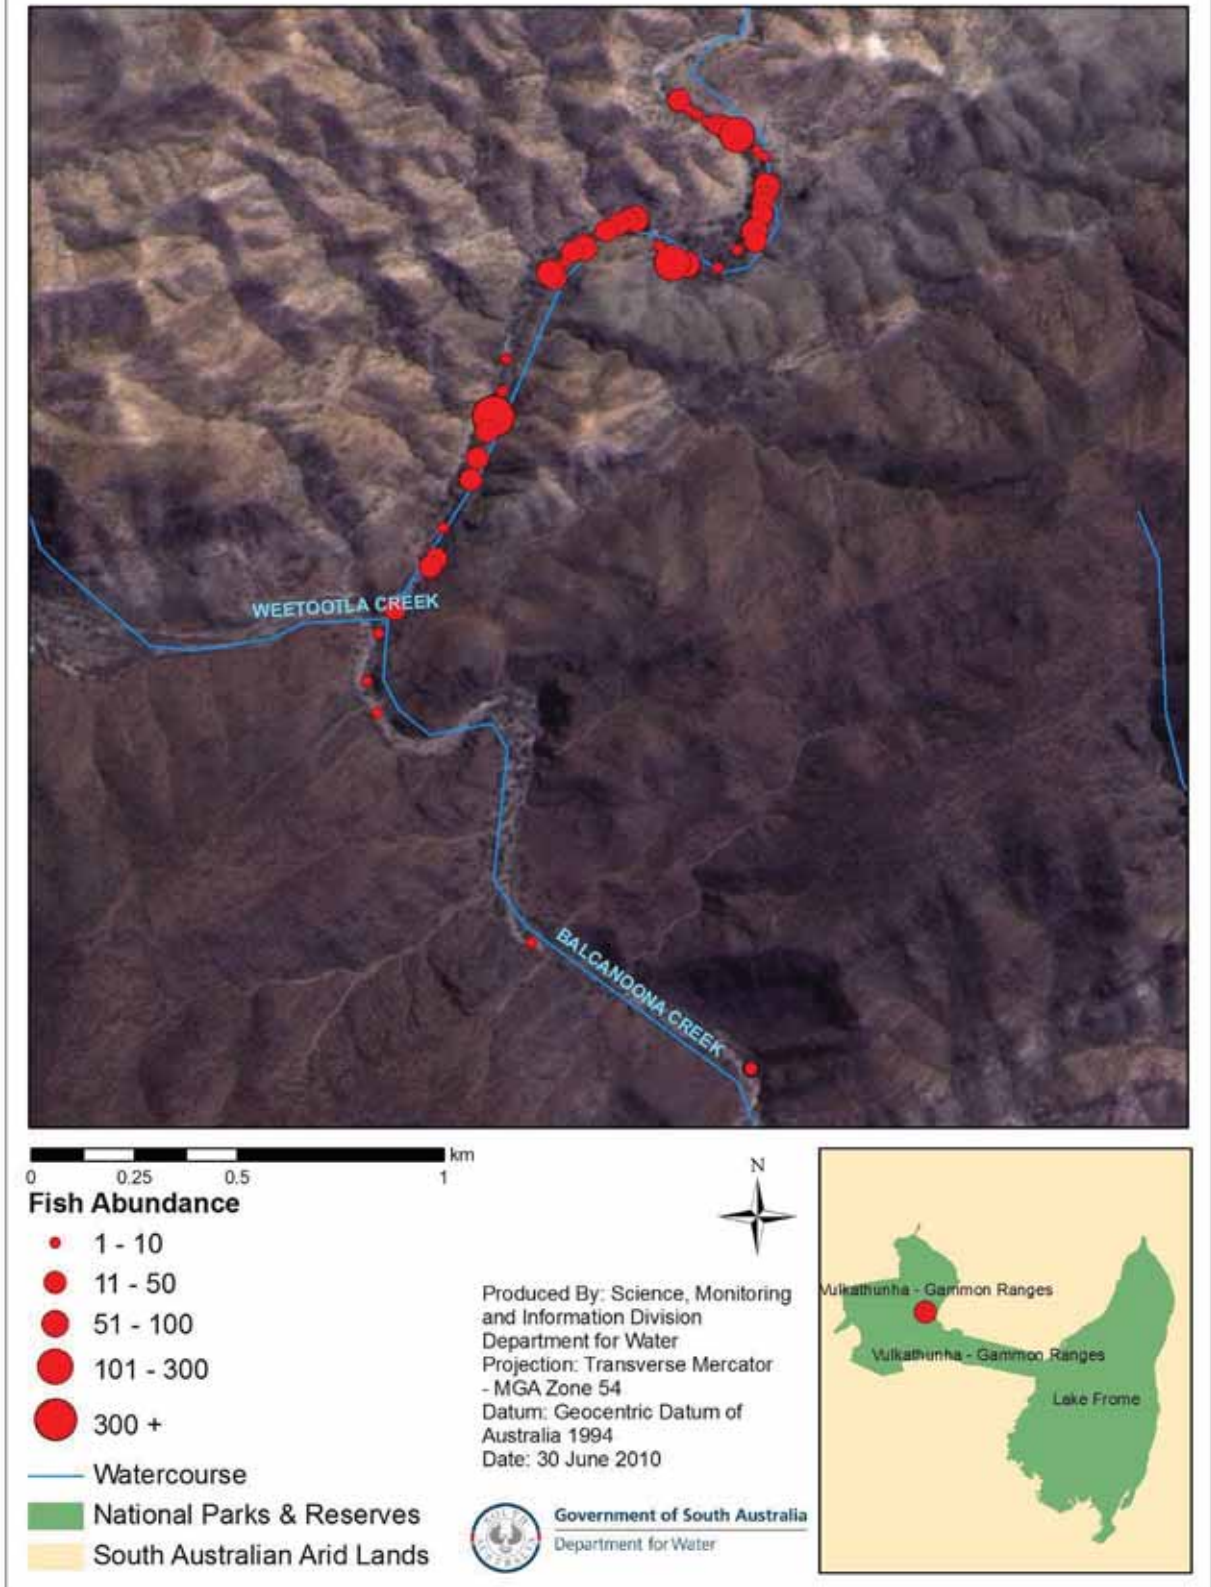 WEETOOTLA CREEK
BALCANOONA CREEK
0 0.25 0.5 1 km
Fish Abundance
1 - 10
11 - 50
51 - 100
101 - 300
300 +
Watercourse
National Parks & Reserves
South Australian Arid Lands
N
Produced By: Science, Monitoring
and Information Division
Department for Water
Projection: Transverse Mercator
- MGA Zone 54
Datum: Geocentric Datum of
Australia 1994
Date: 30 June 2010
SOUTH
AUSTRALIA
Government of South Australia
Department for Water
Vulkathunha - Gammon Ranges
Vulkathunha - Gammon Ranges
Lake Frome